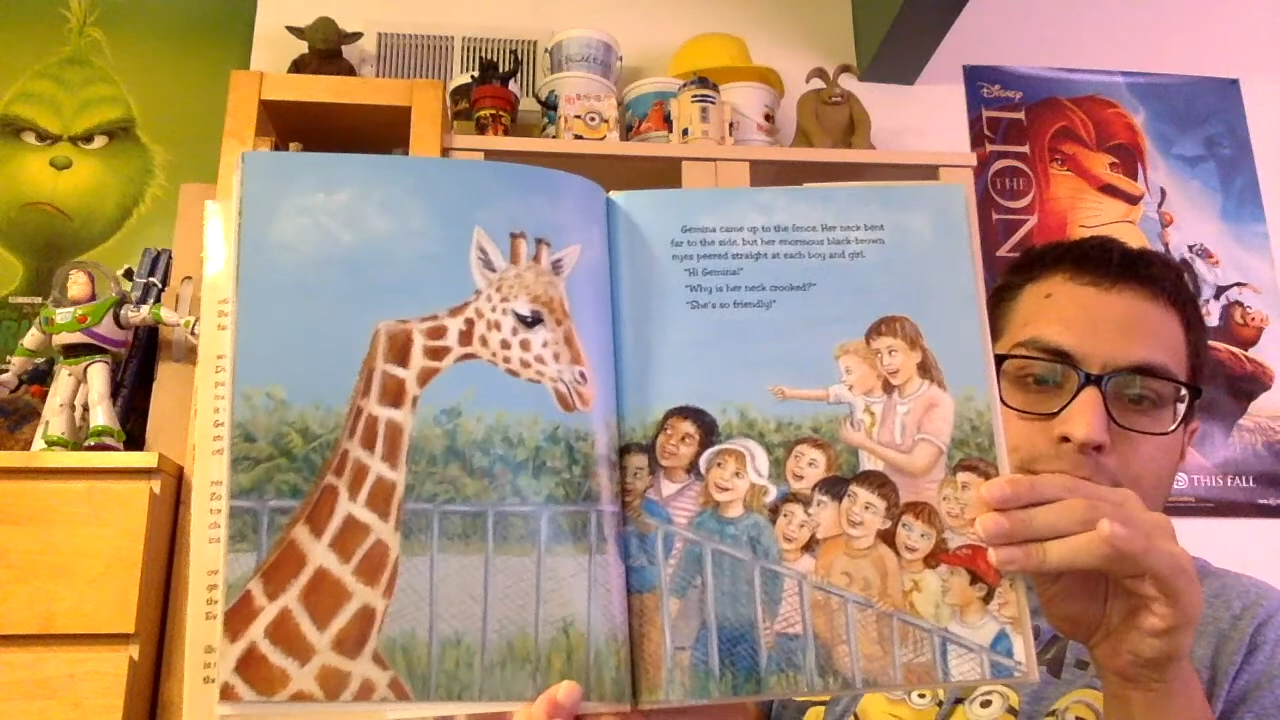 Gemina came up to the fence. Her neck bent
far to the side, but her enormous black-brown
eyes peered straight at each boy and girl.
"Hi Gemina!"
"Why is her neck crooked?"
"She's so friendly!"
DISNEY
THE
LION
THIS FALL
FROZEN